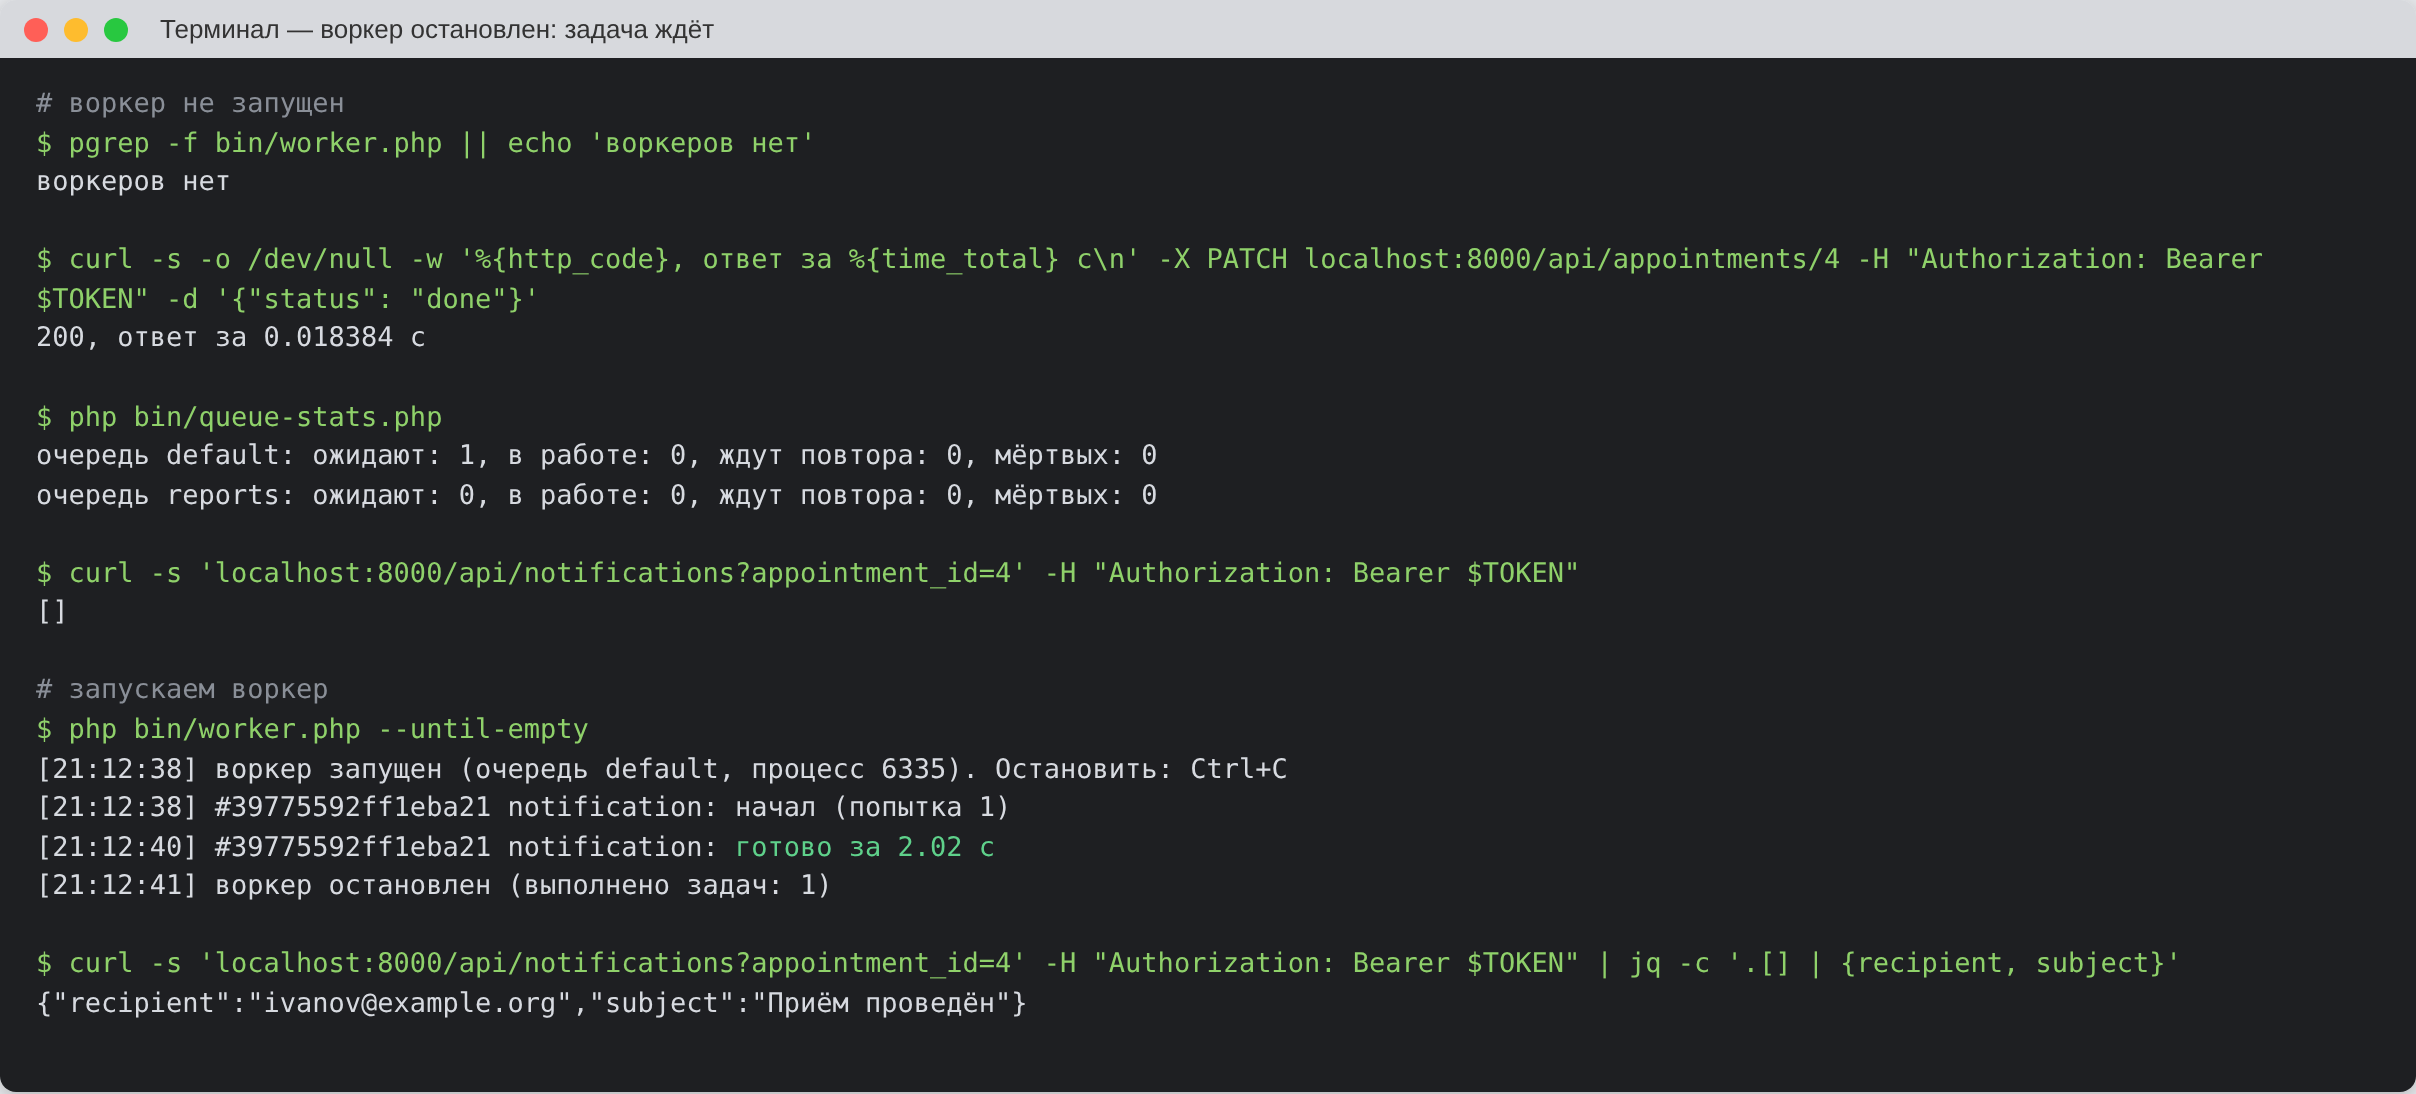 Терминал — воркер остановлен: задача ждёт
# воркер не запущен
$ pgrep -f bin/worker.php || echo 'воркеров нет'
воркеров нет
$ curl -s -o /dev/null -w '%{http_code}, ответ за %{time_total} с\n' -X PATCH localhost:8000/api/appointments/4 -H "Authorization: Bearer
$TOKEN" -d '{"status": "done"}'
200, ответ за 0.018384 с
$ php bin/queue-stats.php
очередь default: ожидают: 1, в работе: 0, ждут повтора: 0, мёртвых: 0
очередь reports: ожидают: 0, в работе: 0, ждут повтора: 0, мёртвых: 0
$ curl -s 'localhost:8000/api/notifications?appointment_id=4' -H "Authorization: Bearer $TOKEN"
[]
# запускаем воркер
$ php bin/worker.php --until-empty
[21:12:38] воркер запущен (очередь default, процесс 6335). Остановить: Ctrl+C
[21:12:38] #39775592ff1eba21 notification: начал (попытка 1)
[21:12:40] #39775592ff1eba21 notification: готово за 2.02 с
[21:12:41] воркер остановлен (выполнено задач: 1)
$ curl -s 'localhost:8000/api/notifications?appointment_id=4' -H "Authorization: Bearer $TOKEN" | jq -c '.[] | {recipient, subject}'
{"recipient":"ivanov@example.org","subject":"Приём проведён"}